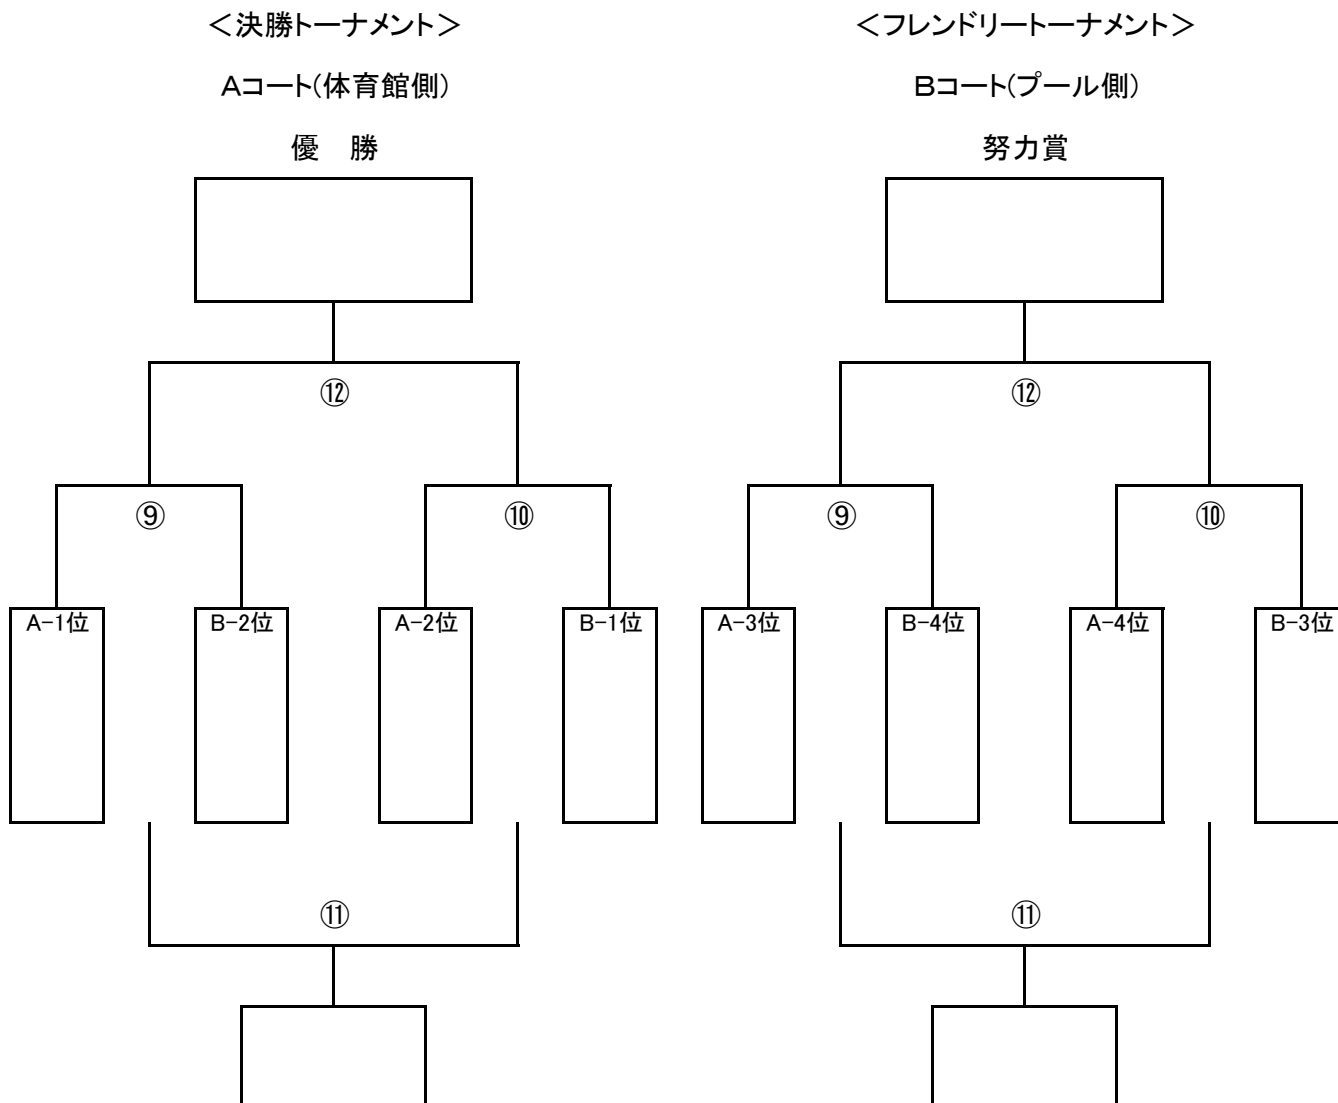 ＜決勝トーナメント＞
Aコート(体育館側)
優　勝
⑫
⑨
⑩
A-1位
B-2位
A-2位
B-1位
⑪
＜フレンドリートーナメント＞
Bコート(プール側)
努力賞
⑫
⑨
⑩
A-3位
B-4位
A-4位
B-3位
⑪